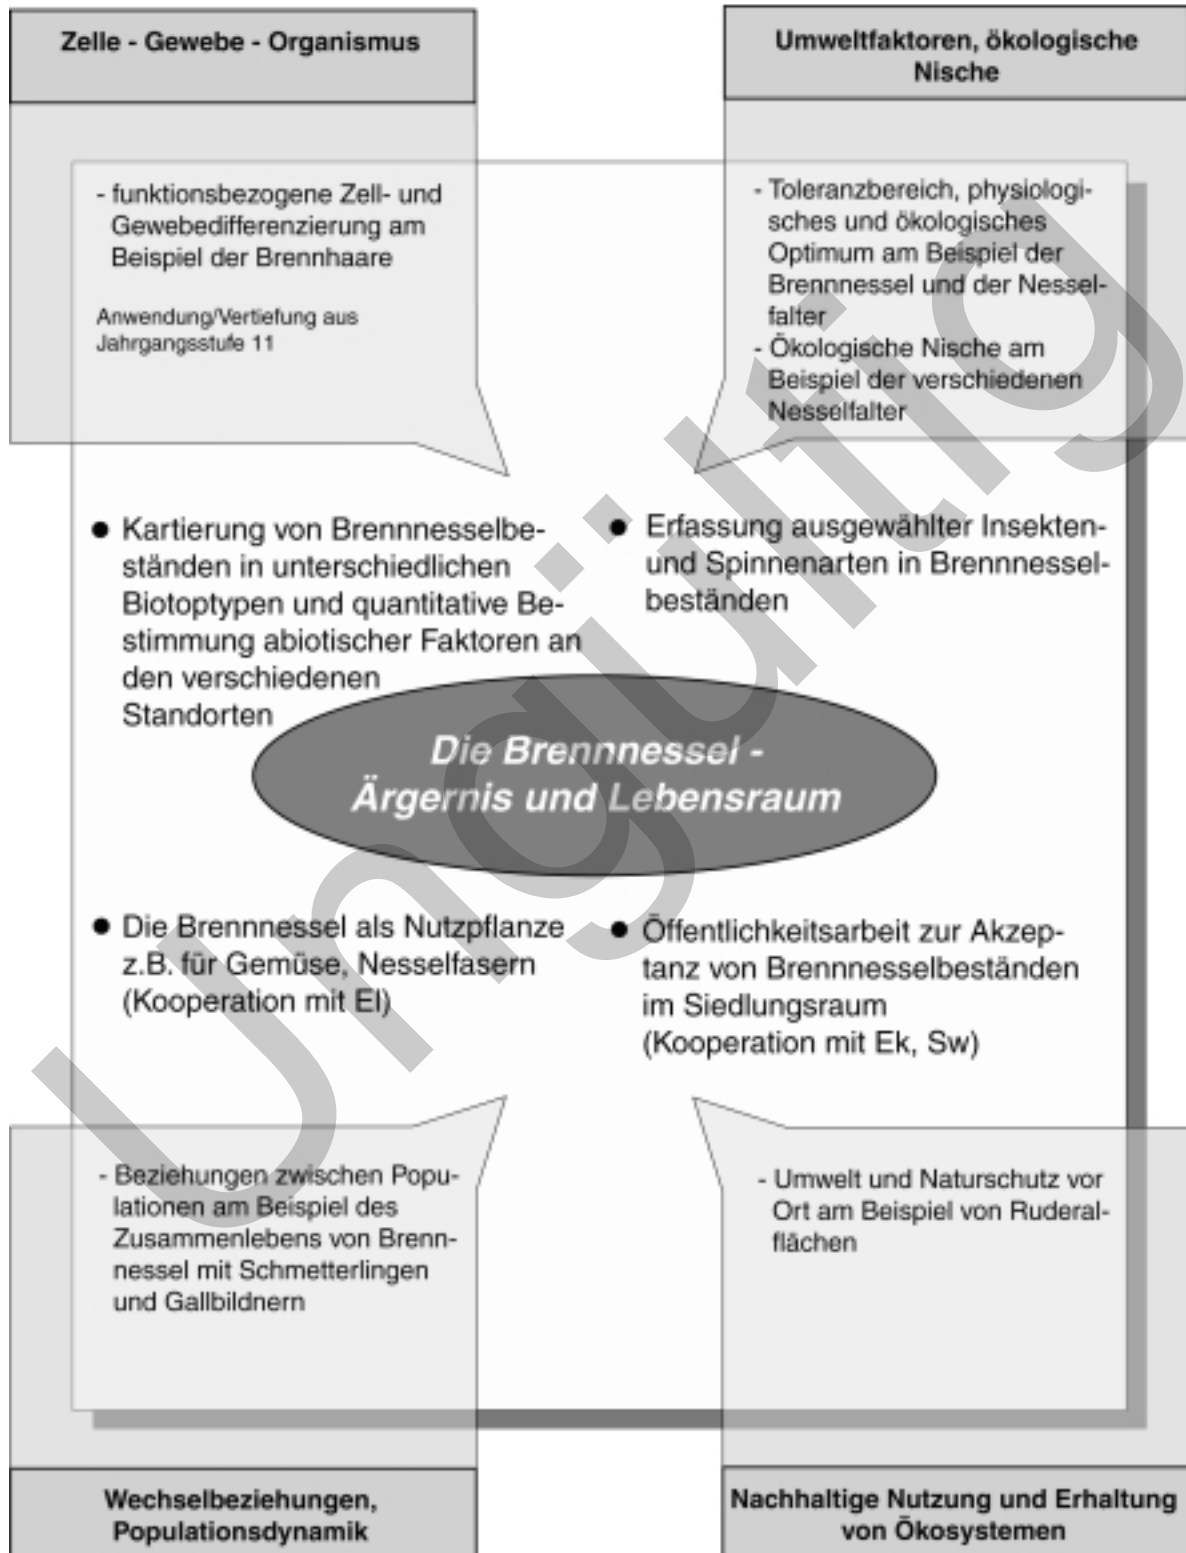 Zelle - Gewebe - Organismus
Umweltfaktoren, ökologische
Nische
- funktionsbezogene Zell- und
Gewebedifferenzierung am
Beispiel der Brennhaare
Anwendung/Vertiefung aus
Jahrgangsstufe 11
- Toleranzbereich, physiologi-
sches und ökologisches
Optimum am Beispiel der
Brennnessel und der Nessel-
falter
- Ökologische Nische am
Beispiel der verschiedenen
Nesselfalter
● Kartierung von Brennnesselbe-
ständen in unterschiedlichen
Biotoptypen und quantitative Be-
stimmung abiotischer Faktoren an
den verschiedenen
Standorten
● Erfassung ausgewählter Insekten-
und Spinnenarten in Brennnessel-
beständen
Die Brennnessel -
Ärgernis und Lebensraum
● Die Brennnessel als Nutzpflanze
z.B. für Gemüse, Nesselfasern
(Kooperation mit El)
● Öffentlichkeitsarbeit zur Akzep-
tanz von Brennnesselbeständen
im Siedlungsraum
(Kooperation mit Ek, Sw)
- Beziehungen zwischen Popu-
lationen am Beispiel des
Zusammenlebens von Brenn-
nessel mit Schmetterlingen
und Gallbildnern
- Umwelt und Naturschutz vor
Ort am Beispiel von Ruderal-
flächen
Wechselbeziehungen,
Populationsdynamik
Nachhaltige Nutzung und Erhaltung
von Ökosystemen
Ungültig